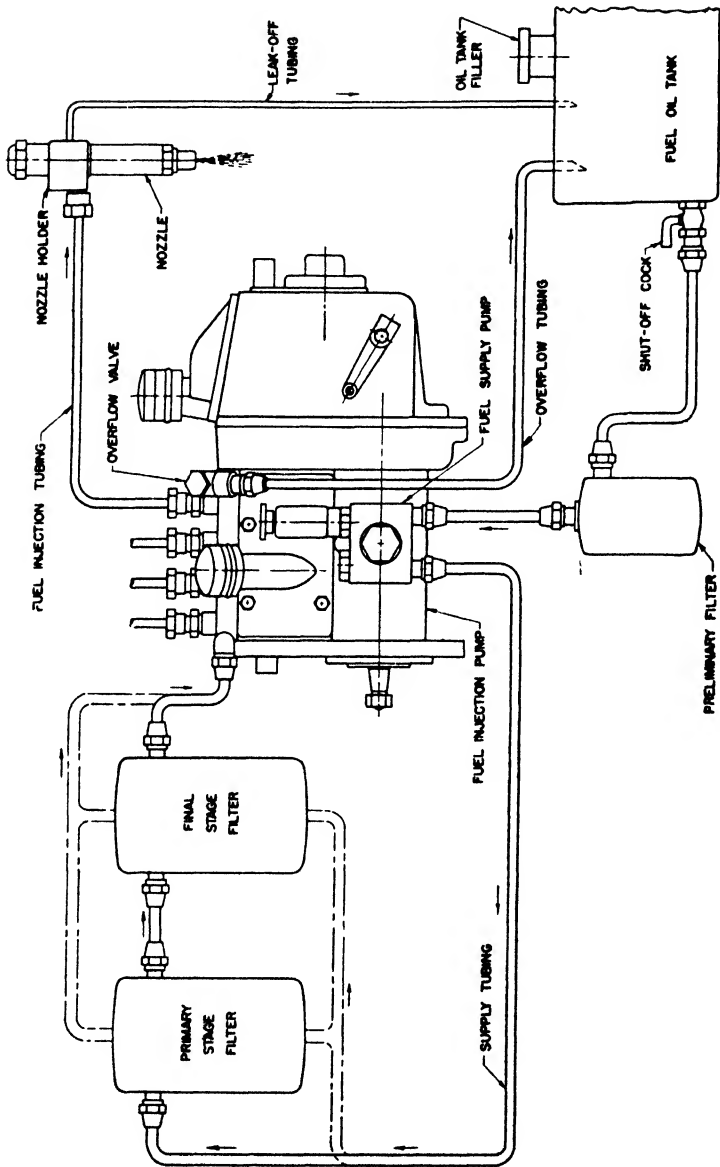 LEAK-OFF
TUBING
NOZZLE HOLDER
NOZZLE
OIL TANK
FILLER
FUEL OIL TANK
SHUT-OFF COCK
FUEL INJECTION TUBING
OVERFLOW VALVE
FUEL SUPPLY PUMP
OVERFLOW TUBING
FUEL INJECTION PUMP
PRELIMINARY FILTER
FINAL
STAGE
FILTER
PRIMARY
STAGE
FILTER
SUPPLY TUBING